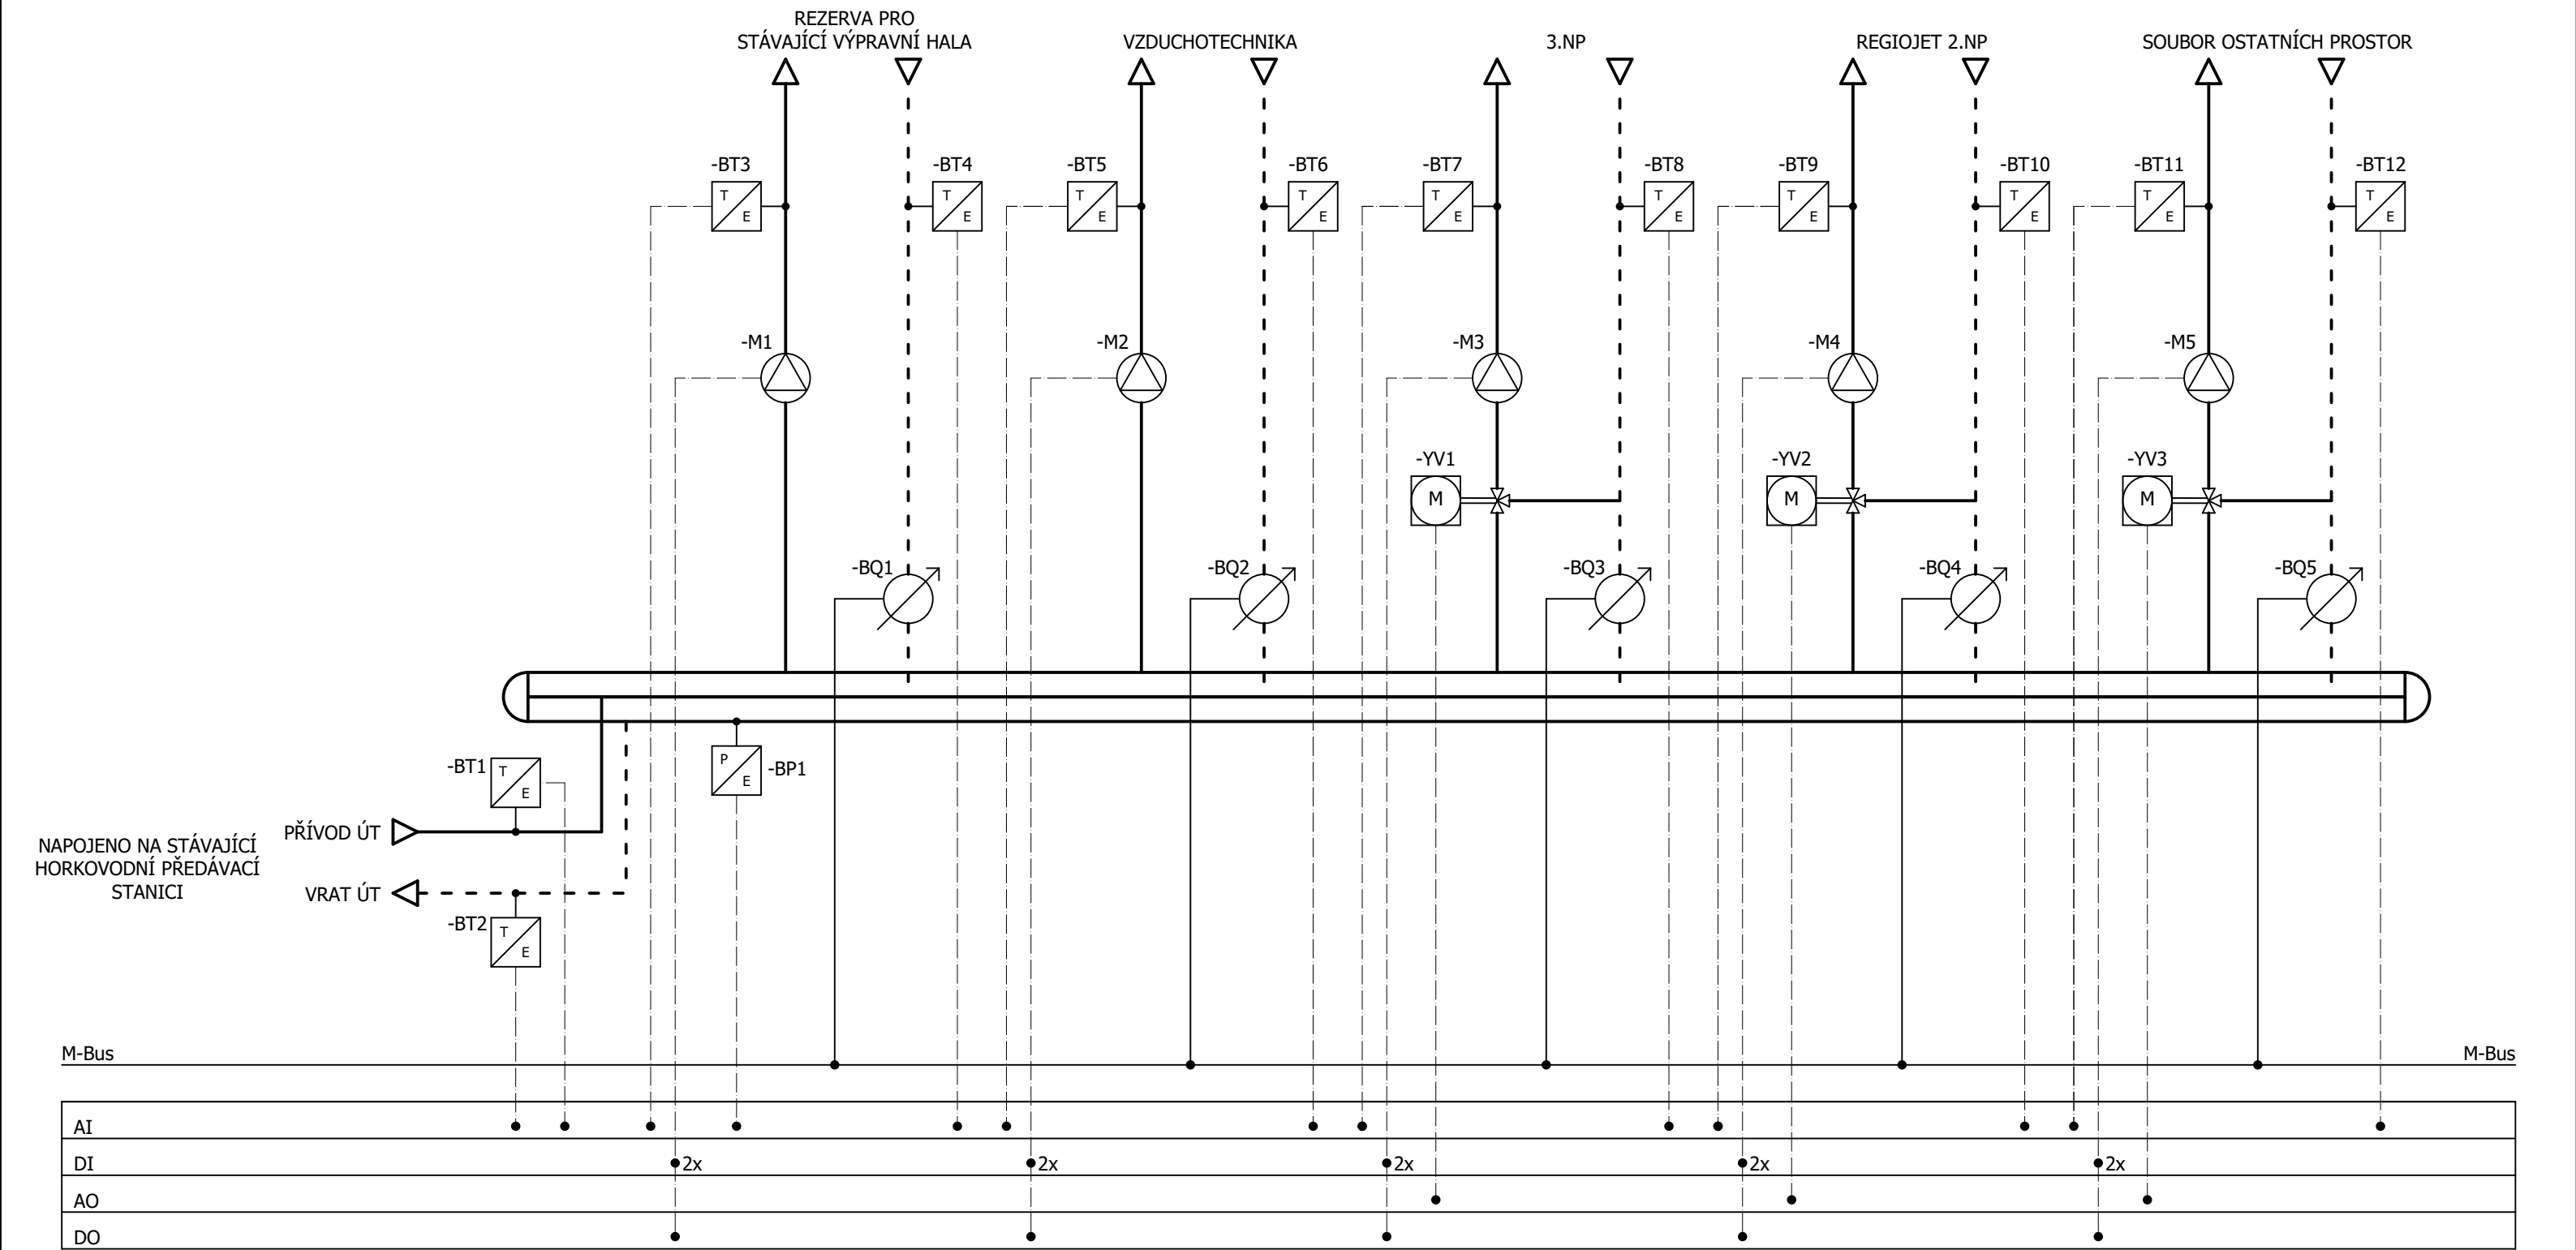 REZERVA PRO
STÁVAJÍCÍ VÝPRAVNÍ HALA
VZDUCHOTECHNIKA
3.NP
REGIOJET 2.NP
SOUBOR OSTATNÍCH PROSTOR
-BT3
-BT4
-BT5
-BT6
-BT7
-BT8
-BT9
-BT10
-BT11
-BT12
T
E
T
E
T
E
T
E
T
E
T
E
T
E
T
E
T
E
T
E
-M1
-M2
-M3
-M4
-M5
-YV1
-YV2
-YV3
M
M
M
-BQ1
-BQ2
-BQ3
-BQ4
-BQ5
-BT1
T
E
P
E
-BP1
PŘÍVOD ÚT
NAPOJENO NA STÁVAJÍCÍ
HORKOVODNÍ PŘEDÁVACÍ
STANICI
VRAT ÚT
-BT2
T
E
M-Bus
M-Bus
AI
DI
2x
2x
2x
2x
2x
AO
DO